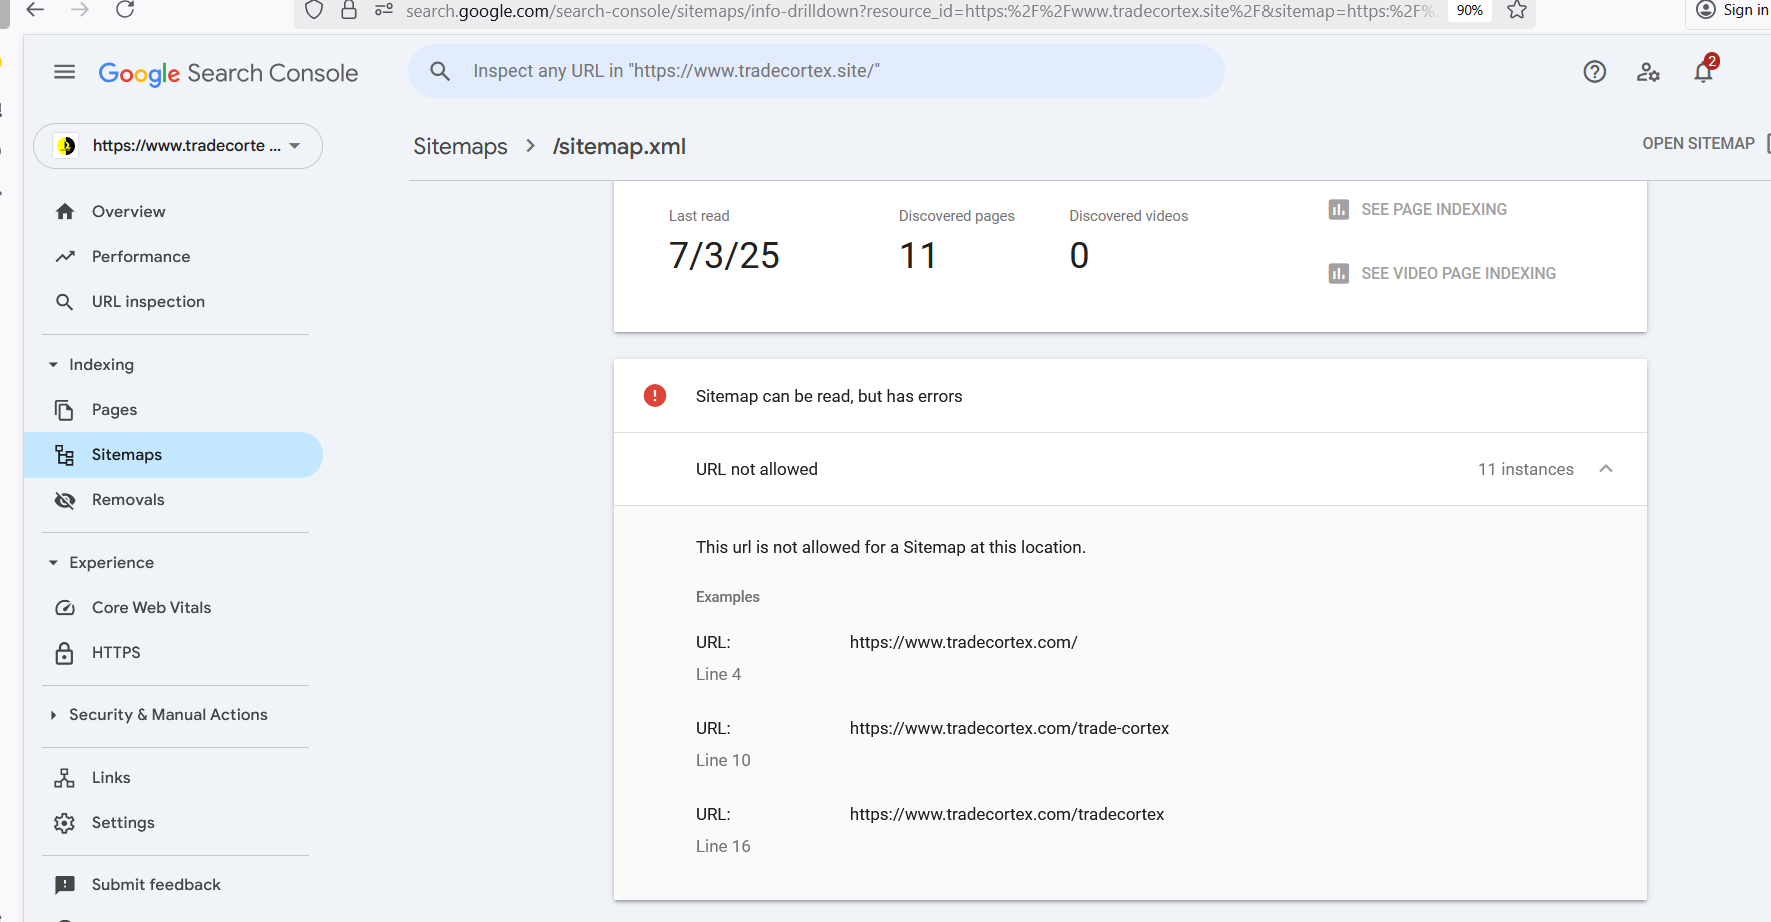 search.google.com/search-console/sitemaps/info-drilldown?resource_id=https:%2F%2Fwww.tradecortex.site%2F&sitemap=https:%2F%
90%
Sign in
Google Search Console
Inspect any URL in "https://www.tradecortex.site/"
2
https://www.tradecorte ...
Sitemaps > /sitemap.xml
OPEN SITEMAP
Overview
Performance
URL inspection
Indexing
Pages
Sitemaps
Removals
Experience
Core Web Vitals
HTTPS
Security & Manual Actions
Links
Settings
Submit feedback
Last read
7/3/25
Discovered pages
11
Discovered videos
0
SEE PAGE INDEXING
SEE VIDEO PAGE INDEXING
Sitemap can be read, but has errors
URL not allowed
11 instances
This url is not allowed for a Sitemap at this location.
Examples
URL: https://www.tradecortex.com/
Line 4
URL: https://www.tradecortex.com/trade-cortex
Line 10
URL: https://www.tradecortex.com/tradecortex
Line 16